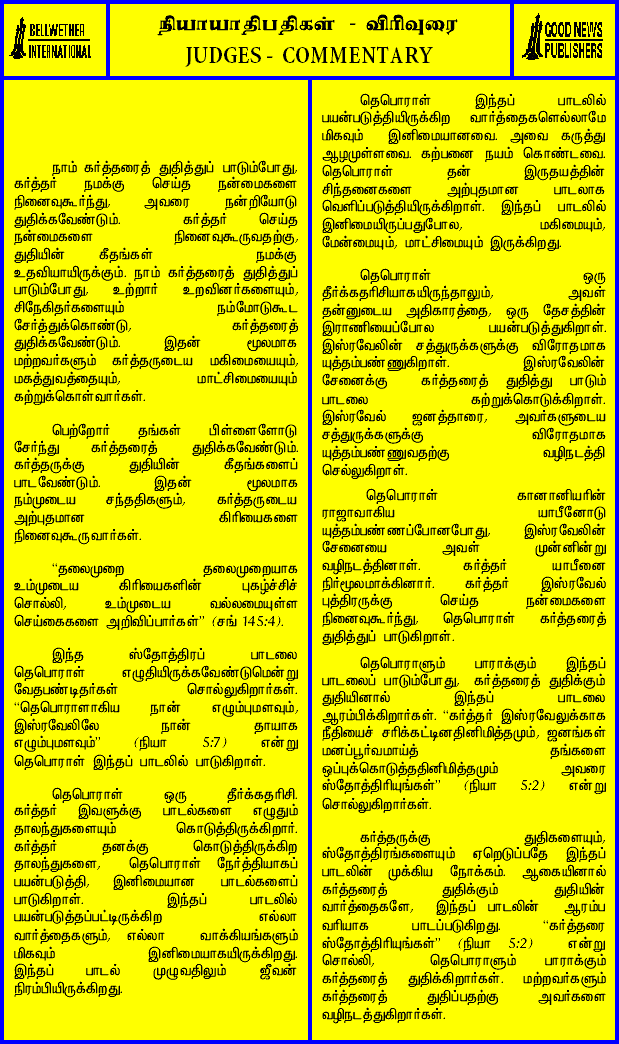 BELLWETHER
INTERNATIONAL
நியாயாதிபதிகள் - விரிவுரை
JUDGES - COMMENTARY
GOOD NEWS
PUBLISHERS
நாம் கர்த்தரைத் துதித்துப் பாடும்போது,
கர்த்தர் நமக்கு செய்த நன்மைகளை
நினைவுகூர்ந்து, அவரை நன்றியோடு
துதிக்கவேண்டும். கர்த்தர் செய்த
நன்மைகளை நினைவுகூருவதற்கு,
துதியின் கீதங்கள் நமக்கு
உதவியாயிருக்கும். நாம் கர்த்தரைத் துதித்துப்
பாடும்போது, உற்றார் உறவினர்களையும்,
சிநேகிதர்களையும் நம்மோடுகூட
சேர்த்துக்கொண்டு, கர்த்தரைத்
துதிக்கவேண்டும். இதன் மூலமாக
மற்றவர்களும் கர்த்தருடைய மகிமையையும்,
மகத்துவத்தையும், மாட்சிமையையும்
கற்றுக்கொள்வார்கள்.
பெற்றோர் தங்கள் பிள்ளைளோடு
சேர்ந்து கர்த்தரைத் துதிக்கவேண்டும்.
கர்த்தருக்கு துதியின் கீதங்களைப்
பாடவேண்டும். இதன் மூலமாக
நம்முடைய சந்ததிகளும், கர்த்தருடைய
அற்புதமான கிரியைகளை
நினைவுகூருவார்கள்.
“தலைமுறை தலைமுறையாக
உம்முடைய கிரியைகளின் புகழ்ச்சிச்
சொல்லி, உம்முடைய வல்லமையுள்ள
செய்கைகளை அறிவிப்பார்கள்” (சங் 145:4).
இந்த ஸ்தோத்திரப் பாடலை
தெபொராள் எழுதியிருக்கவேண்டுமென்று
வேதபண்டிதர்கள் சொல்லுகிறார்கள்.
“தெபொராளாகிய நான் எழும்புமளவும்,
இஸ்ரவேலிலே நான் தாயாக
எழும்புமளவும்” (நியா 5:7) என்று
தெபொராள் இந்தப் பாடலில் பாடுகிறாள்.
தெபொராள் ஒரு தீர்க்கதரிசி.
கர்த்தர் இவளுக்கு பாடல்களை எழுதும்
தாலந்துகளையும் கொடுத்திருக்கிறார்.
கர்த்தர் தனக்கு கொடுத்திருக்கிற
தாலந்துகளை, தெபொராள் நேர்த்தியாகப்
பயன்படுத்தி, இனிமையான பாடல்களைப்
பாடுகிறாள். இந்தப் பாடலில்
பயன்படுத்தப்பட்டிருக்கிற எல்லா
வார்த்தைகளும், எல்லா வாக்கியங்களும்
மிகவும் இனிமையாகயிருக்கிறது.
இந்தப் பாடல் முழுவதிலும் ஜீவன்
நிரம்பியிருக்கிறது.
தெபொராள் இந்தப் பாடலில்
பயன்படுத்தியிருக்கிற வார்த்தைகளெல்லாமே
மிகவும் இனிமையானவை. அவை கருத்து
ஆழமுள்ளவை. கற்பனை நயம் கொண்டவை.
தெபொராள் தன் இருதயத்தின்
சிந்தனைகளை அற்புதமான பாடலாக
வெளிப்படுத்தியிருக்கிறாள். இந்தப் பாடலில்
இனிமையிருப்பதுபோல, மகிமையும்,
மேன்மையும், மாட்சிமையும் இருக்கிறது.
தெபொராள் ஒரு
தீர்க்கதரிசியாகயிருந்தாலும், அவள்
தன்னுடைய அதிகாரத்தை, ஒரு தேசத்தின்
இராணியைப்போல பயன்படுத்துகிறாள்.
இஸ்ரவேலின் சத்துருக்களுக்கு விரோதமாக
யுத்தம்பண்ணுகிறாள். இஸ்ரவேலின்
சேனைக்கு கர்த்தரைத் துதித்து பாடும்
பாடலை கற்றுக்கொடுக்கிறாள்.
இஸ்ரவேல் ஜனத்தாரை, அவர்களுடைய
சத்துருக்களுக்கு விரோதமாக
யுத்தம்பண்ணுவதற்கு வழிநடத்தி
செல்லுகிறாள்.
தெபொராள் கானானியரின்
ராஜாவாகிய யாபீனோடு
யுத்தம்பண்ணப்போனபோது, இஸ்ரவேலின்
சேனையை அவள் முன்னின்று
வழிநடத்தினாள். கர்த்தர் யாபீனை
நிர்மூலமாக்கினார். கர்த்தர் இஸ்ரவேல்
புத்திரருக்கு செய்த நன்மைகளை
நினைவுகூர்ந்து, தெபொராள் கர்த்தரைத்
துதித்துப் பாடுகிறாள்.
தெபொராளும் பாராக்கும் இந்தப்
பாடலைப் பாடும்போது, கர்த்தரைத் துதிக்கும்
துதியினால் இந்தப் பாடலை
ஆரம்பிக்கிறார்கள். “கர்த்தர் இஸ்ரவேலுக்காக
நீதியைச் சரிக்கட்டினதினிமித்தமும், ஜனங்கள்
மனப்பூர்வமாய்த் தங்களை
ஒப்புக்கொடுத்ததினிமித்தமும் அவரை
ஸ்தோத்திரியுங்கள்” (நியா 5:2) என்று
சொல்லுகிறார்கள்.
கர்த்தருக்கு துதிகளையும்,
ஸ்தோத்திரங்களையும் ஏறெடுப்பதே இந்தப்
பாடலின் முக்கிய நோக்கம். ஆகையினால்
கர்த்தரைத் துதிக்கும் துதியின்
வார்த்தைகளே, இந்தப் பாடலின் ஆரம்ப
வரியாக பாடப்படுகிறது. “கர்த்தரை
ஸ்தோத்திரியுங்கள்” (நியா 5:2) என்று
சொல்லி, தெபொராளும் பாராக்கும்
கர்த்தரைத் துதிக்கிறார்கள். மற்றவர்களும்
கர்த்தரைத் துதிப்பதற்கு அவர்களை
வழிநடத்துகிறார்கள்.